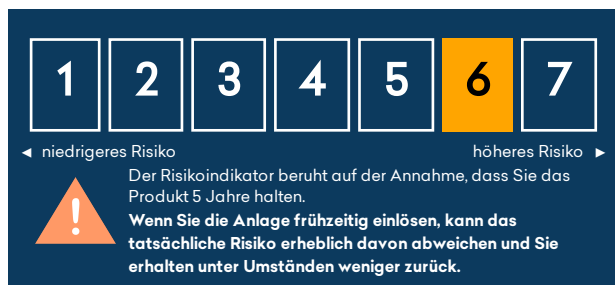 1 2 3 4 5 6 7
◄ niedrigeres Risiko höheres Risiko ►
Der Risikoindikator beruht auf der Annahme, dass Sie das
Produkt 5 Jahre halten.
Wenn Sie die Anlage frühzeitig einlösen, kann das
tatsächliche Risiko erheblich davon abweichen und Sie
erhalten unter Umständen weniger zurück.